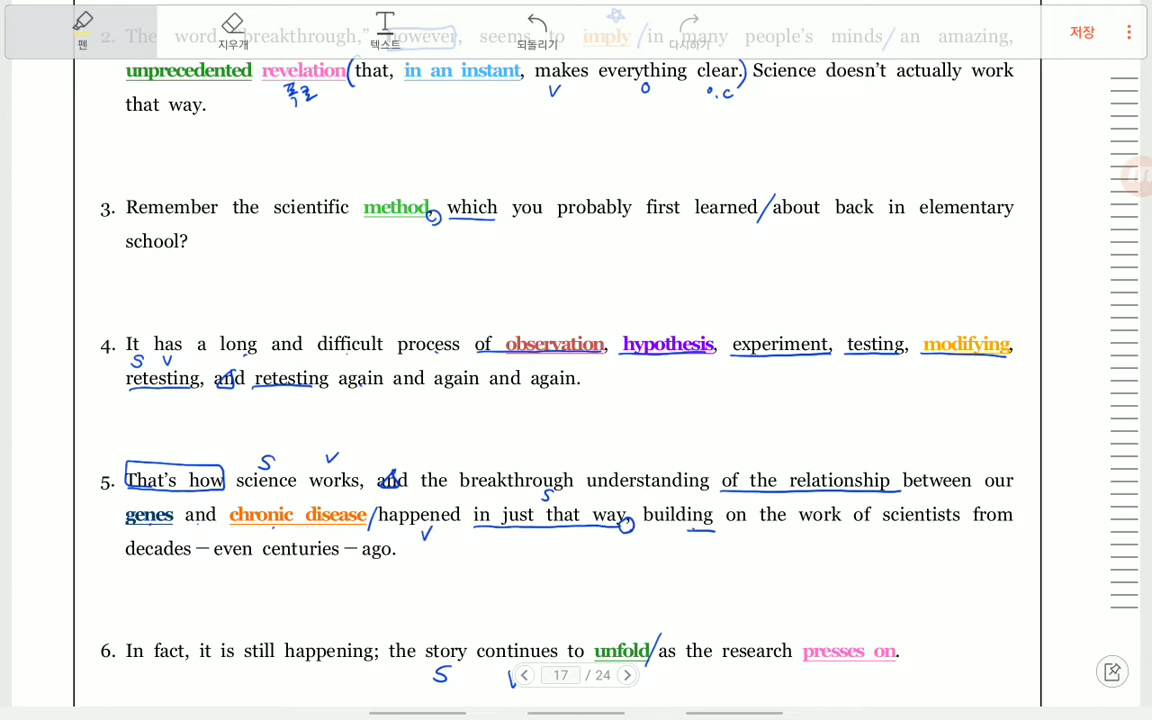 펜
지우개
텍스트
되돌리기
다시하기
저장
2. The word "breakthrough," however, seems to imply / in many people's minds / an amazing,
unprecedented revelation (that, in an instant, makes everything clear.) Science doesn't actually work
폭로 V O o.c
that way.
3. Remember the scientific method, which you probably first learned / about back in elementary
school?
4. It has a long and difficult process of observation, hypothesis, experiment, testing, modifying,
S V
retesting, and retesting again and again and again.
S V
5. That's how science works, and the breakthrough understanding of the relationship between our
S
genes and chronic disease / happened in just that way, building on the work of scientists from
V
decades — even centuries — ago.
6. In fact, it is still happening; the story continues to unfold / as the research presses on.
S V
17 / 24